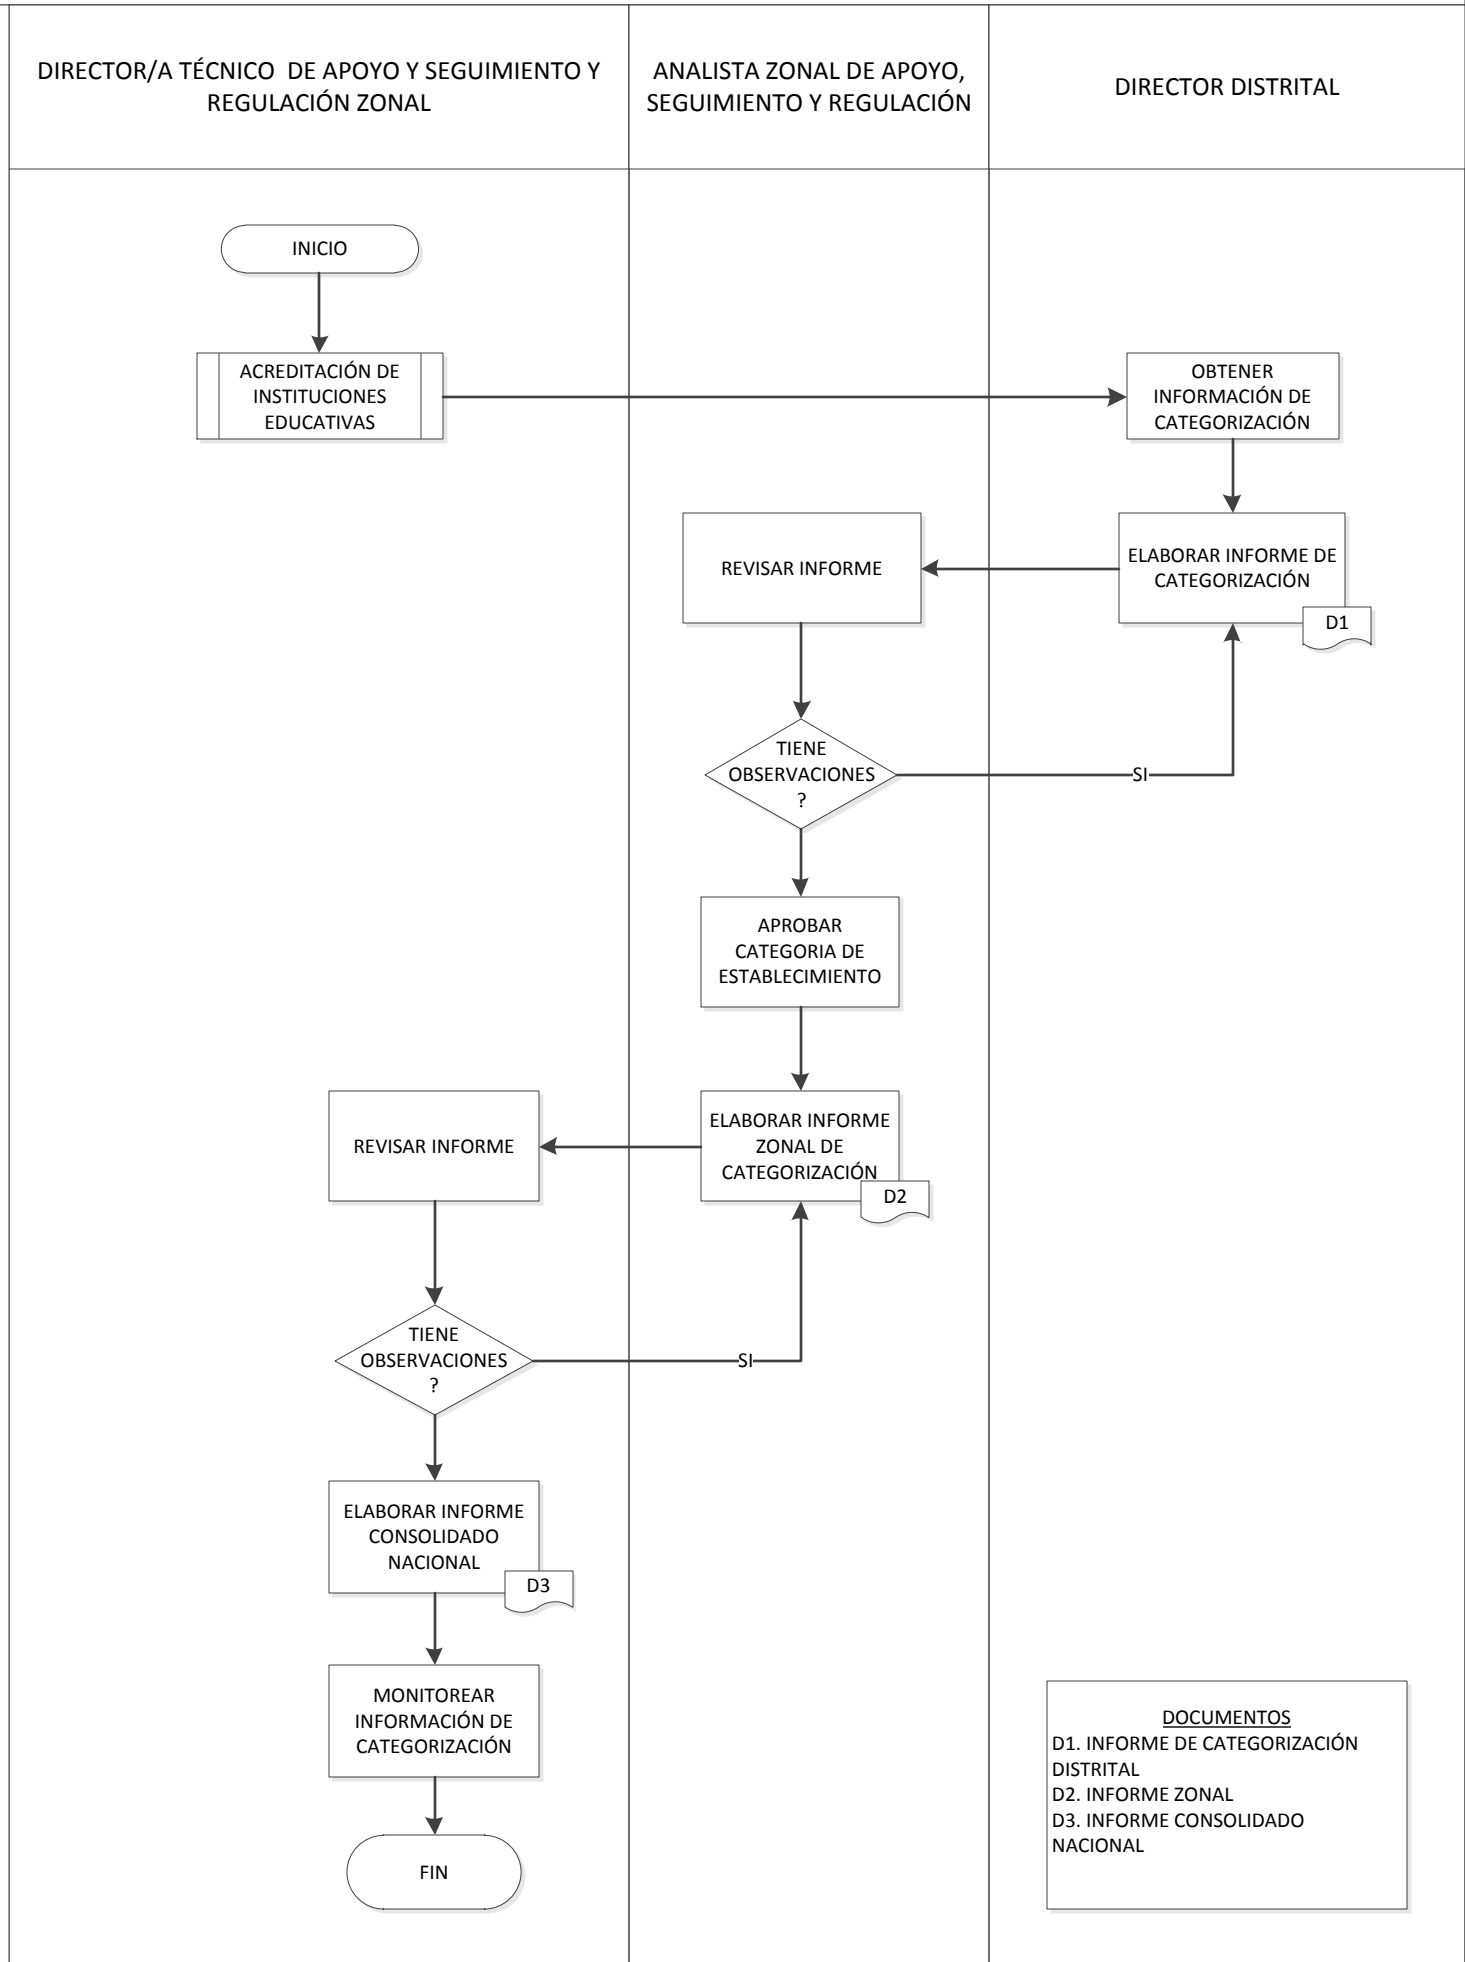 DIRECTOR/A TÉCNICO DE APOYO Y SEGUIMIENTO Y
REGULACIÓN ZONAL
ANALISTA ZONAL DE APOYO,
SEGUIMIENTO Y REGULACIÓN
DIRECTOR DISTRITAL
INICIO
ACREDITACIÓN DE
INSTITUCIONES
EDUCATIVAS
OBTENER
INFORMACIÓN DE
CATEGORIZACIÓN
ELABORAR INFORME DE
CATEGORIZACIÓN
D1
REVISAR INFORME
TIENE
OBSERVACIONES
?
SI
APROBAR
CATEGORIA DE
ESTABLECIMIENTO
ELABORAR INFORME
ZONAL DE
CATEGORIZACIÓN
D2
REVISAR INFORME
TIENE
OBSERVACIONES
?
SI
ELABORAR INFORME
CONSOLIDADO
NACIONAL
D3
MONITOREAR
INFORMACIÓN DE
CATEGORIZACIÓN
FIN
DOCUMENTOS
D1. INFORME DE CATEGORIZACIÓN
DISTRITAL
D2. INFORME ZONAL
D3. INFORME CONSOLIDADO
NACIONAL